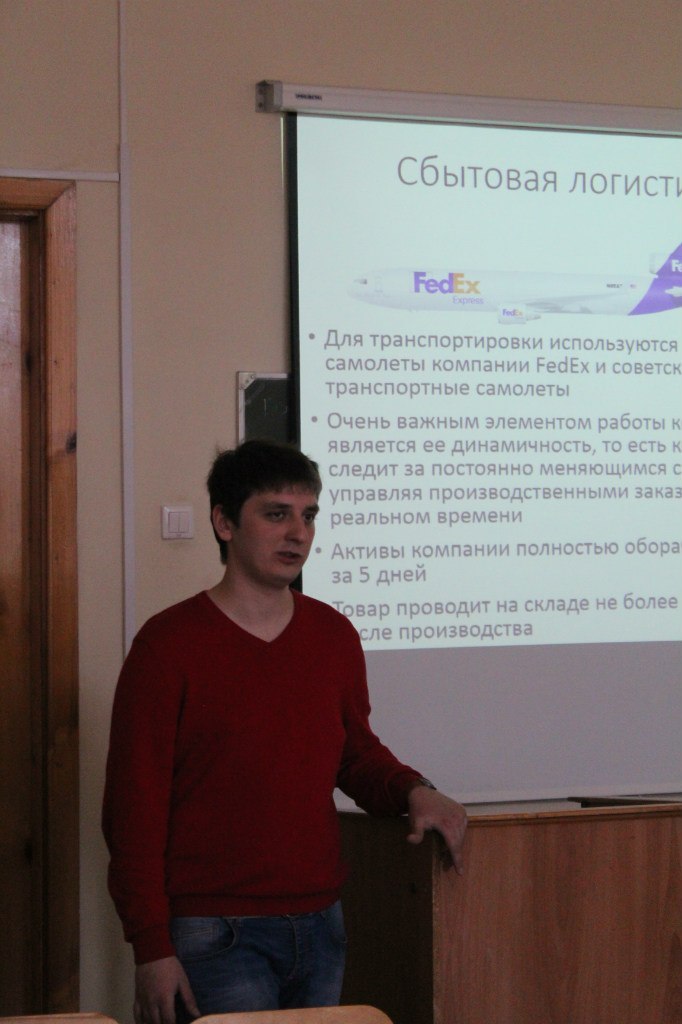 Сбытовая логисти
FedEx
Express
FedEx
Fe
• Для транспортировки используются
самолеты компании FedEx и советск
транспортные самолеты
• Очень важным элементом работы к
является ее динамичность, то есть к
следит за постоянно меняющимся с
управляя производственными заказ
реальном времени
• Активы компании полностью обора
за 5 дней
Товар проводит на складе не более
сле производства